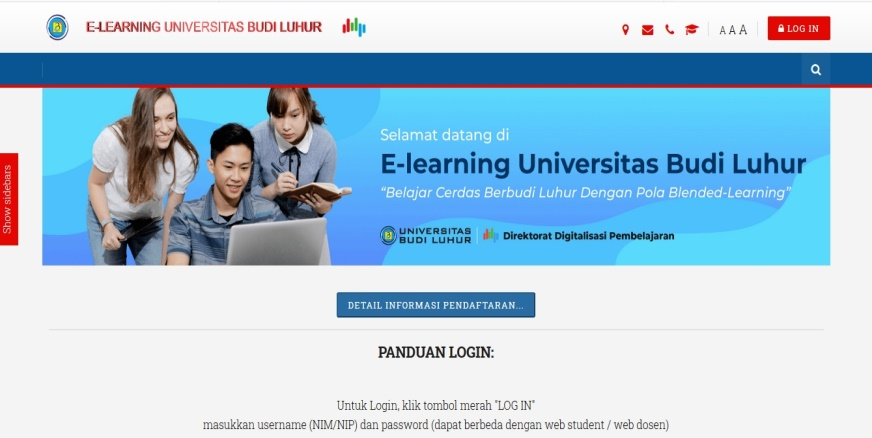 E-LEARNING UNIVERSITAS BUDI LUHUR
A A A
LOG IN
Show sidebars
Selamat datang di
E-learning Universitas Budi Luhur
“Belajar Cerdas Berbudi Luhur Dengan Pola Blended-Learning”
UNIVERSITAS
BUDI LUHUR
Direktorat Digitalisasi Pembelajaran
DETAIL INFORMASI PENDAFTARAN...
PANDUAN LOGIN:
Untuk Login, klik tombol merah "LOG IN"
masukkan username (NIM/NIP) dan password (dapat berbeda dengan web student / web dosen)